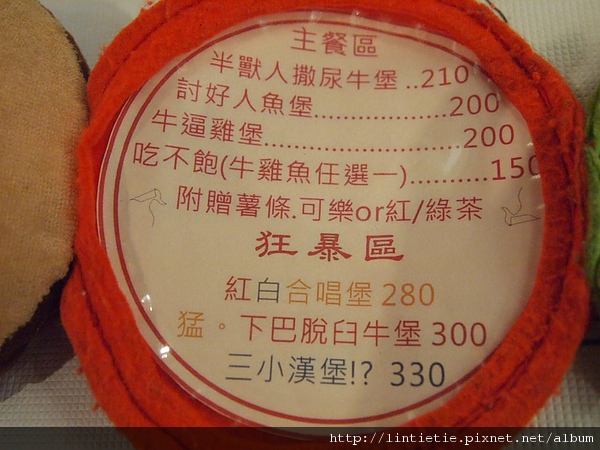 主餐區
半獸人撒尿牛堡..210
討好人魚堡...............200
牛逼雞堡......................200
吃不飽(牛雞魚任選一)..........150
附贈薯條.可樂or紅/綠茶
狂暴區
紅白合唱堡 280
猛。下巴脫臼牛堡 300
三小漢堡!? 330
http://lintietie.pixnet.net/album